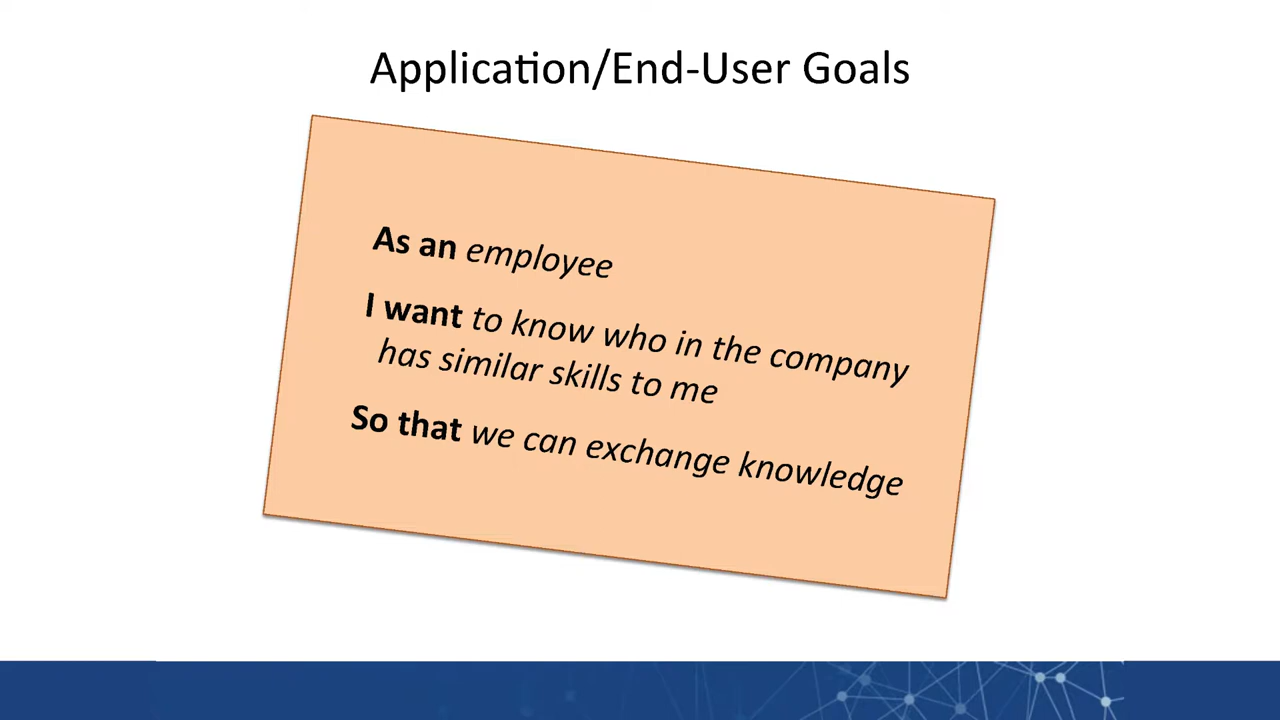 Application/End-User Goals
As an employee
I want to know who in the company
has similar skills to me
So that we can exchange knowledge